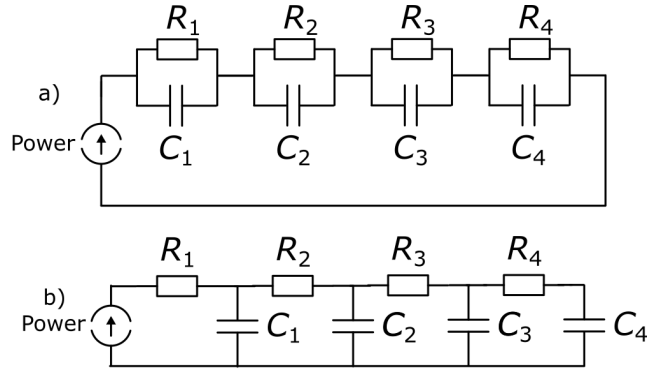 R1 R2 R3 R4
a)
Power
C1 C2 C3 C4
R1 R2 R3 R4
b)
Power
C1 C2 C3 C4